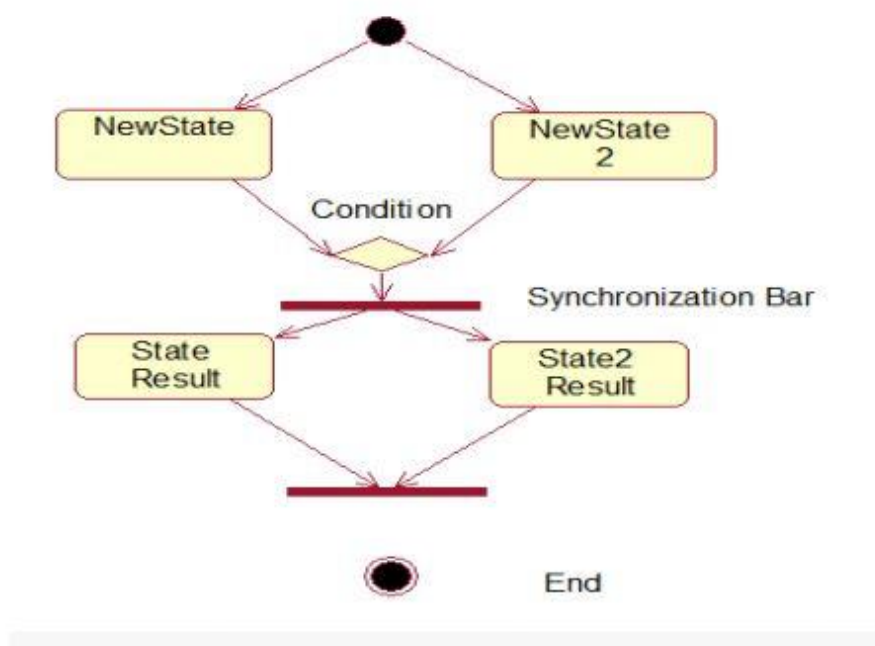 NewState
NewState
2
Condition
Synchronization Bar
State
Result
State2
Result
End